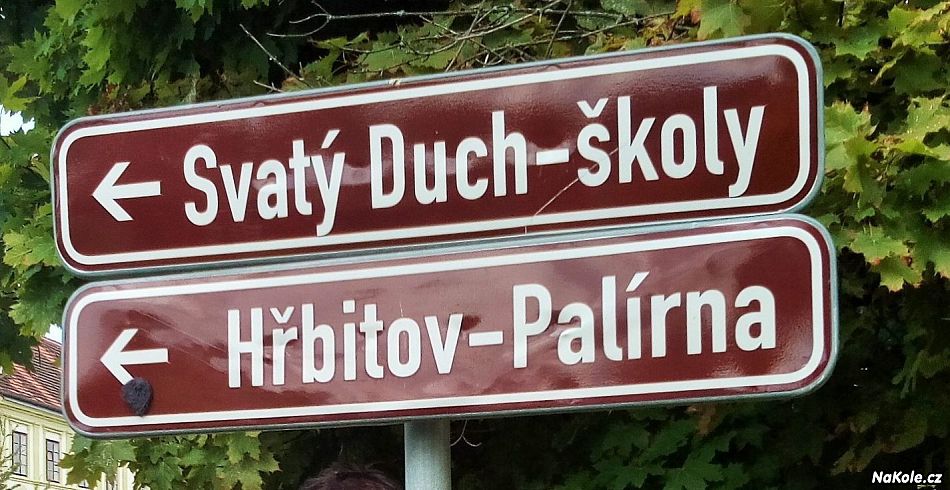 ← Svatý Duch-školy
← Hřbitov-Palírna
NaKole.cz